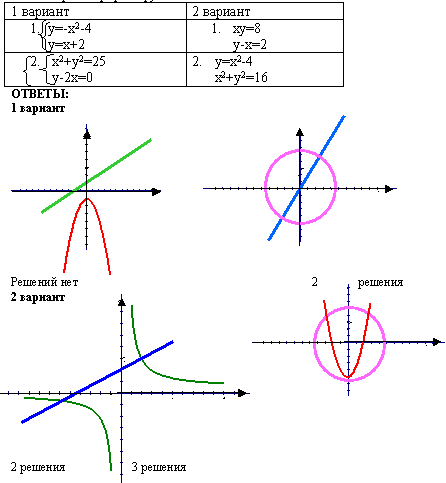 1 вариант 2 вариант
1. y=-x²-4 1. xy=8
y=x+2 y-x=2
2. x²+y²=25 2. y=x²-4
y-2x=0 x²+y²=16
ОТВЕТЫ:
1 вариант
Решений нет 2 решения
2 вариант
2 решения 3 решения